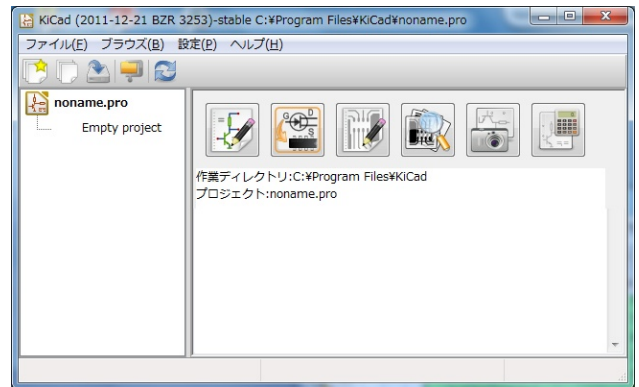 KiCad (2011-12-21 BZR 3253)-stable C:¥Program Files¥KiCad¥noname.pro
ファイル(F) ブラウズ(B) 設定(P) ヘルプ(H)
noname.pro
Empty project
G D
S
作業ディレクトリ:C:¥Program Files¥KiCad
プロジェクト:noname.pro